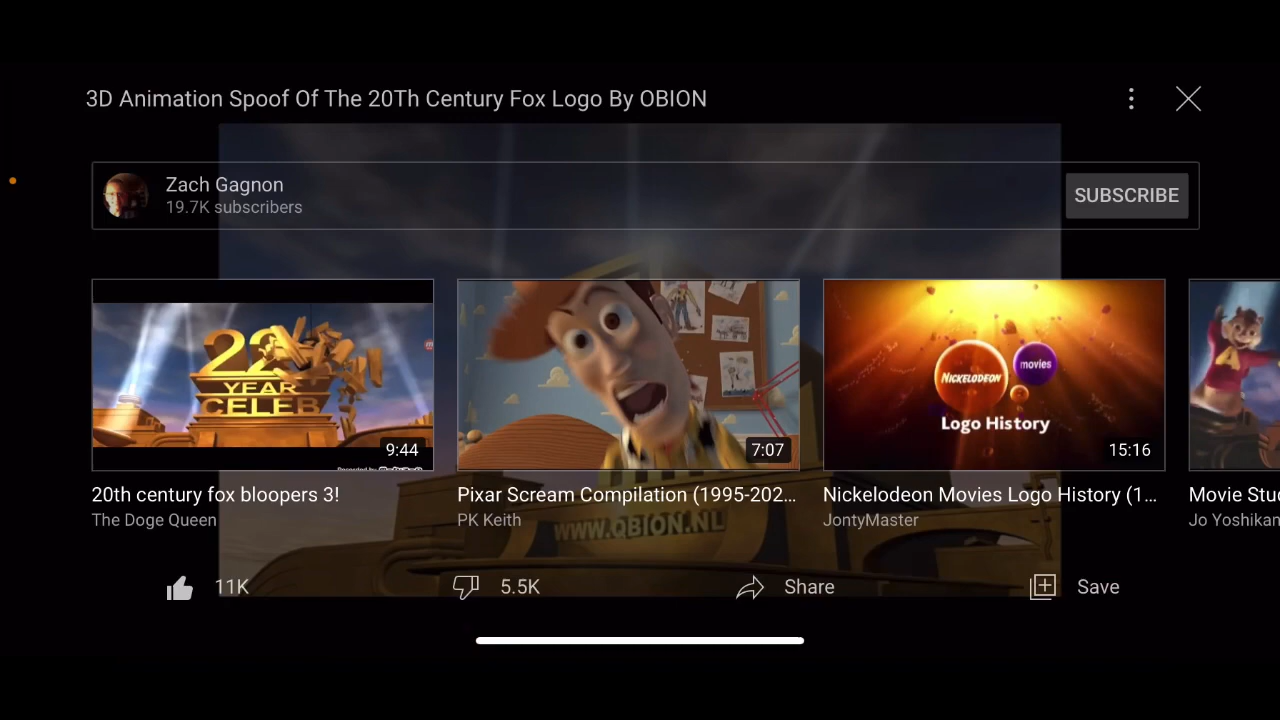 3D Animation Spoof Of The 20Th Century Fox Logo By OBION
Zach Gagnon
19.7K subscribers
SUBSCRIBE
22
YEAR
CELEB
9:44
7:07
NICKELODEON
movies
Logo History
15:16
20th century fox bloopers 3!
Pixar Scream Compilation (1995-202...
Nickelodeon Movies Logo History (1...
Movie Stu
The Doge Queen
PK Keith
JontyMaster
Jo Yoshikan
WWW.QBION.NL
11K
5.5K
Share
Save